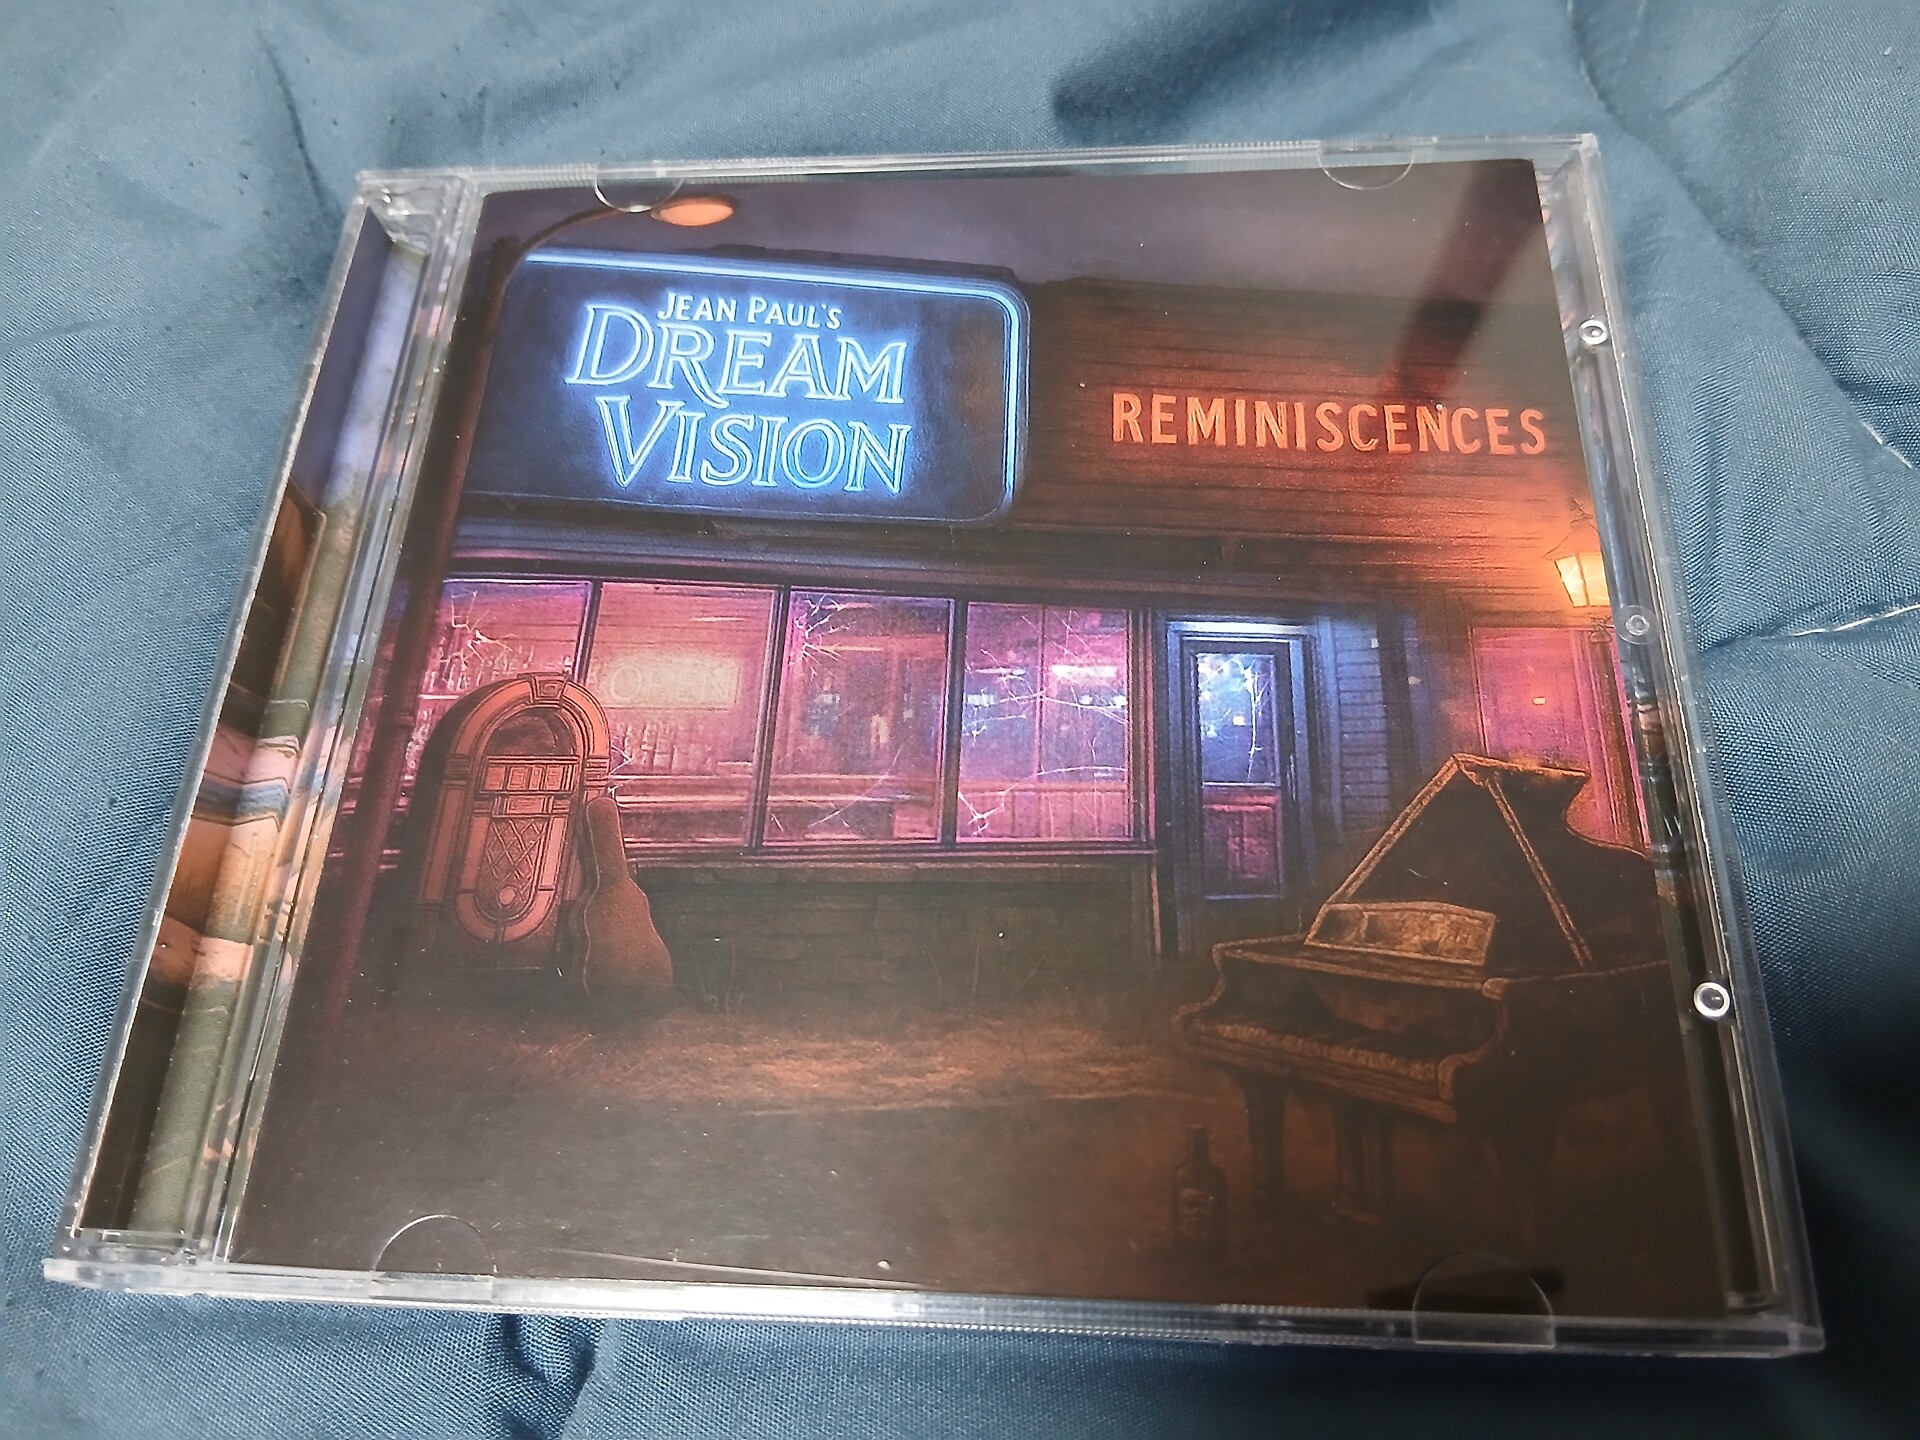 JEAN PAUL'S
DREAM
VISION
REMINISCENCES
OPEN